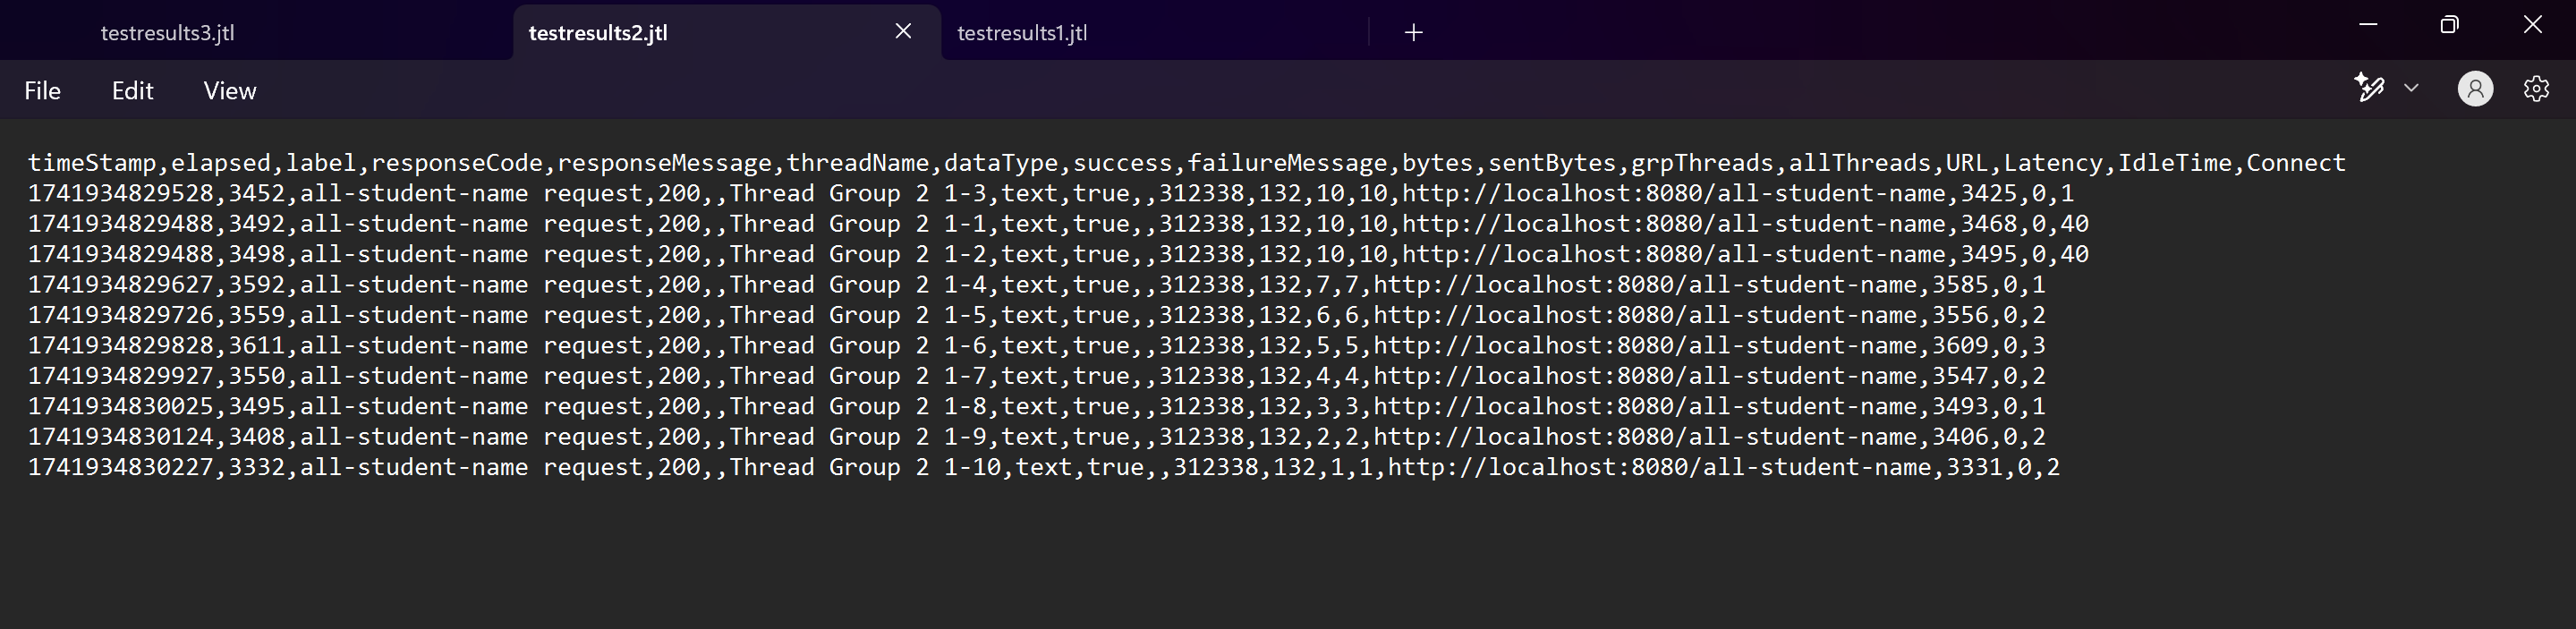 testresults3.jtl testresults2.jtl testresults1.jtl
File Edit View
timeStamp,elapsed,label,responseCode,responseMessage,threadName,dataType,success,failureMessage,bytes,sentBytes,grpThreads,allThreads,URL,Latency,IdleTime,Connect
1741934829528,3452,all-student-name request,200,,Thread Group 2 1-3,text,true,,312338,132,10,10,http://localhost:8080/all-student-name,3425,0,1
1741934829488,3492,all-student-name request,200,,Thread Group 2 1-1,text,true,,312338,132,10,10,http://localhost:8080/all-student-name,3468,0,40
1741934829488,3498,all-student-name request,200,,Thread Group 2 1-2,text,true,,312338,132,10,10,http://localhost:8080/all-student-name,3495,0,40
1741934829627,3592,all-student-name request,200,,Thread Group 2 1-4,text,true,,312338,132,7,7,http://localhost:8080/all-student-name,3585,0,1
1741934829726,3559,all-student-name request,200,,Thread Group 2 1-5,text,true,,312338,132,6,6,http://localhost:8080/all-student-name,3556,0,2
1741934829828,3611,all-student-name request,200,,Thread Group 2 1-6,text,true,,312338,132,5,5,http://localhost:8080/all-student-name,3609,0,3
1741934829927,3550,all-student-name request,200,,Thread Group 2 1-7,text,true,,312338,132,4,4,http://localhost:8080/all-student-name,3547,0,2
1741934830025,3495,all-student-name request,200,,Thread Group 2 1-8,text,true,,312338,132,3,3,http://localhost:8080/all-student-name,3493,0,1
1741934830124,3408,all-student-name request,200,,Thread Group 2 1-9,text,true,,312338,132,2,2,http://localhost:8080/all-student-name,3406,0,2
1741934830227,3332,all-student-name request,200,,Thread Group 2 1-10,text,true,,312338,132,1,1,http://localhost:8080/all-student-name,3331,0,2